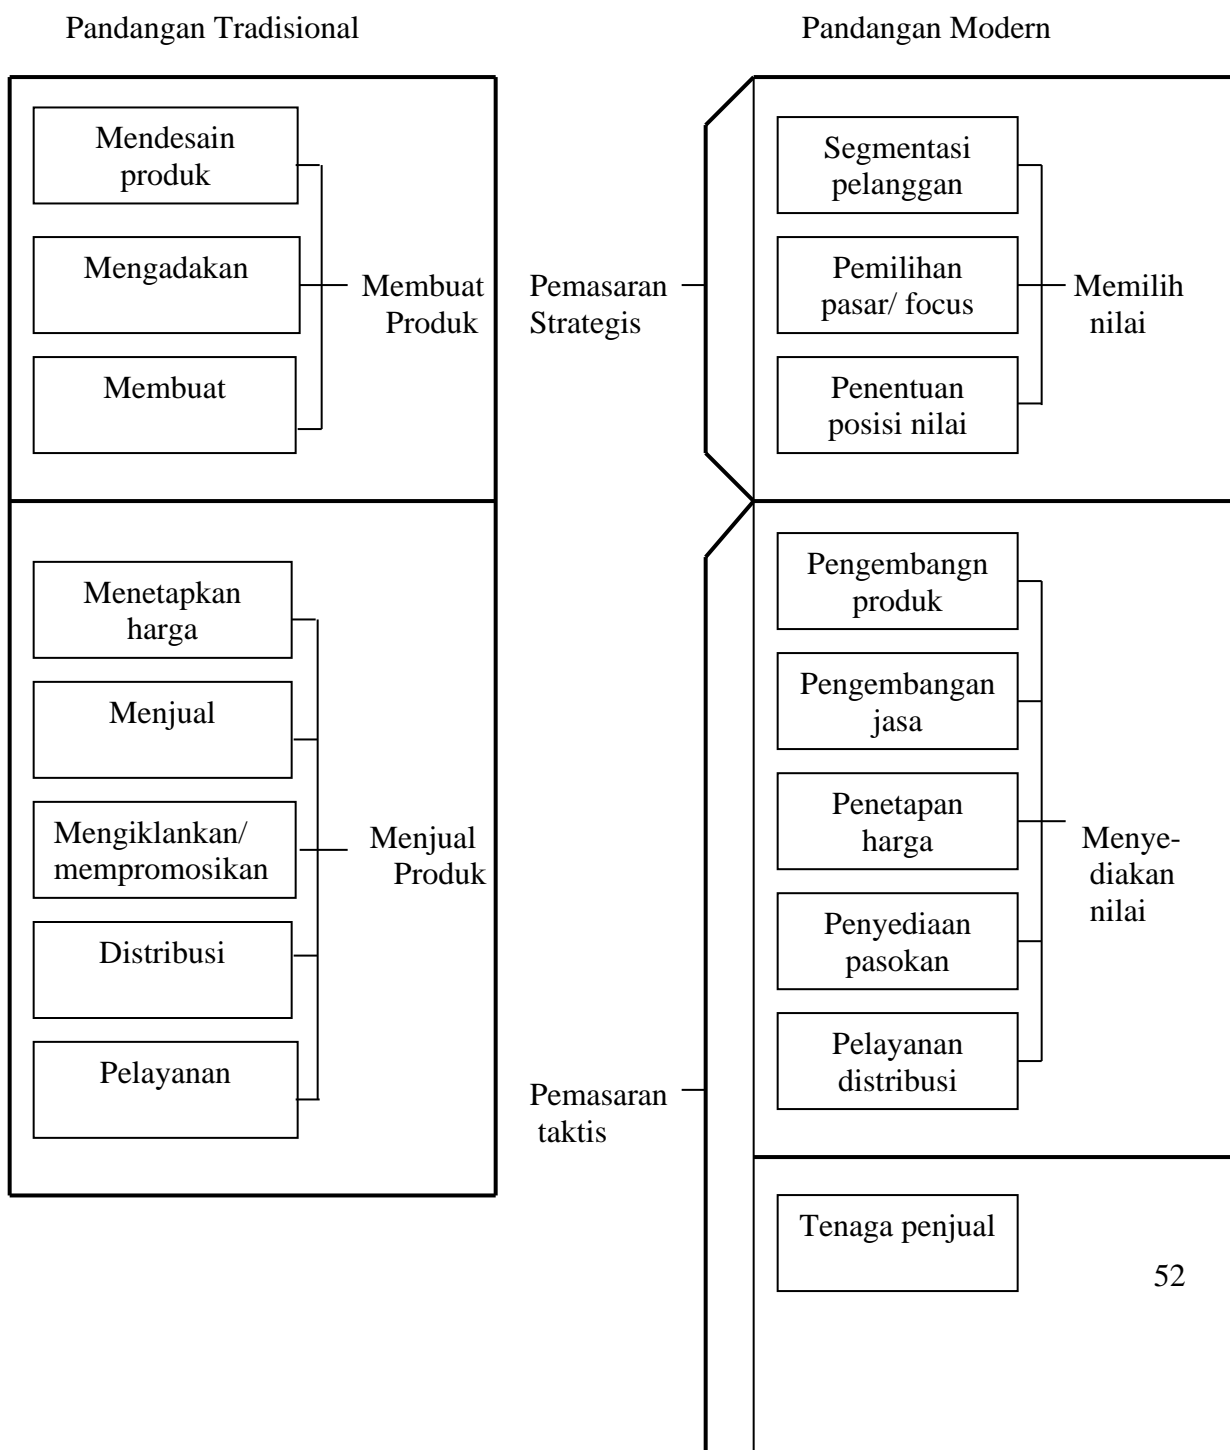 Pandangan Tradisional
Pandangan Modern
Mendesain
produk
Mengadakan
Membuat
Membuat
Produk
Menetapkan
harga
Menjual
Mengiklankan/
mempromosikan
Distribusi
Pelayanan
Menjual
Produk
Pemasaran
Strategis
Segmentasi
pelanggan
Pemilihan
pasar/ focus
Penentuan
posisi nilai
Memilih
nilai
Pemasaran
taktis
Pengembangn
produk
Pengembangan
jasa
Penetapan
harga
Penyediaan
pasokan
Pelayanan
distribusi
Menye-
diakan
nilai
Tenaga penjual
52